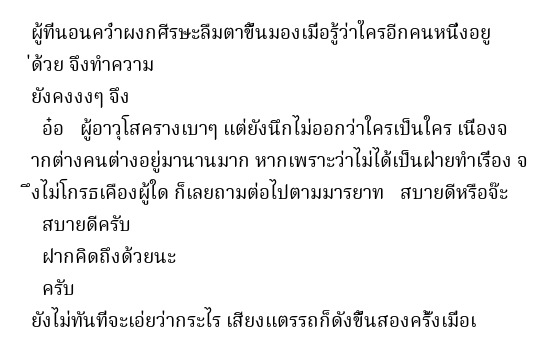 ผู้ที่นอนคว่ำผงกศีรษะลืมตาขึ้นมองเมื่อรู้ว่าใครอีกคนหนึ่งอยู
่ด้วย จึงทำความ
ยังคงงงๆ จึง
อ๋อ   ผู้อาวุโสครางเบาๆ แต่ยังนึกไม่ออกว่าใครเป็นใคร เนื่องจ
ากต่างคนต่างอยู่มานานมาก หากเพราะว่าไม่ได้เป็นฝ่ายทำเรื่อง จ
ึงไม่โกรธเคืองผู้ใด ก็เลยถามต่อไปตามมารยาท   สบายดีหรือจ๊ะ
สบายดีครับ
ฝากคิดถึงด้วยนะ
ครับ
ยังไม่ทันที่จะเอ่ยว่ากระไร เสียงแตรรถก็ดังขึ้นสองครั้งเมื่อเ